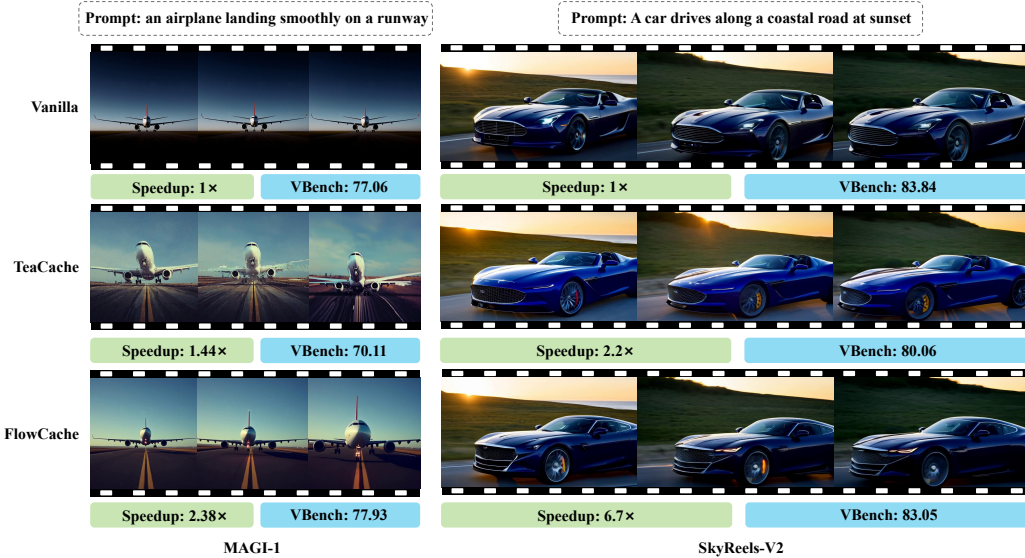 Prompt: an airplane landing smoothly on a runway
Prompt: A car drives along a coastal road at sunset
Vanilla
Speedup: 1×
VBench: 77.06
Speedup: 1×
VBench: 83.84
TeaCache
Speedup: 1.44×
VBench: 70.11
Speedup: 2.2×
VBench: 80.06
FlowCache
Speedup: 2.38×
VBench: 77.93
Speedup: 6.7×
VBench: 83.05
MAGI-1
SkyReels-V2